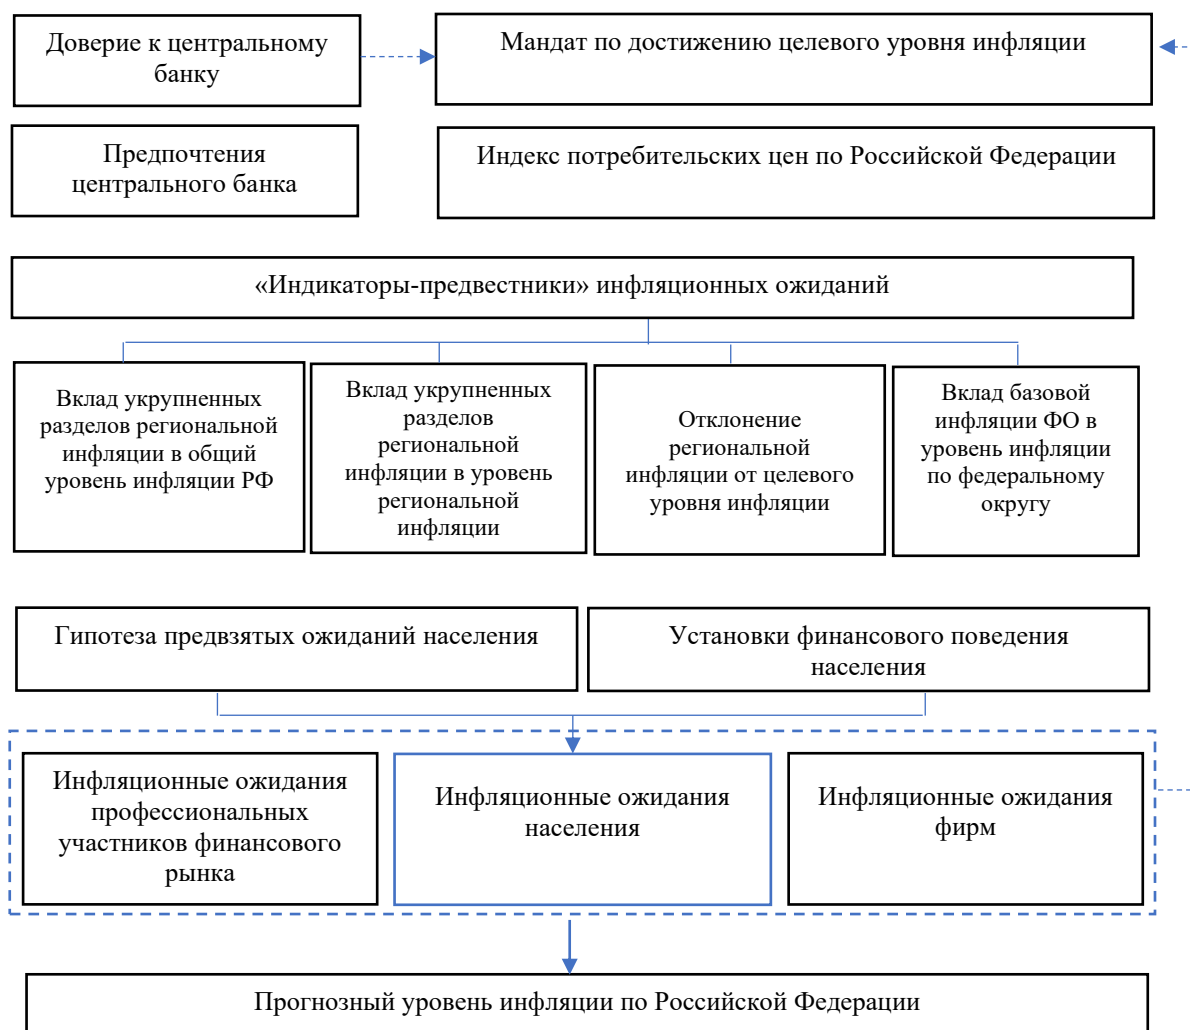 Доверие к центральному
банку
Мандат по достижению целевого уровня инфляции
Предпочтения
центрального банка
Индекс потребительских цен по Российской Федерации
«Индикаторы-предвестники» инфляционных ожиданий
Вклад укрупненных
разделов региональной
инфляции в общий
уровень инфляции РФ
Вклад укрупненных
разделов
региональной
инфляции в уровень
региональной
инфляции
Отклонение
региональной
инфляции от целевого
уровня инфляции
Вклад базовой
инфляции ФО в
уровень инфляции
по федеральному
округу
Гипотеза предвзятых ожиданий населения
Установки финансового поведения
населения
Инфляционные ожидания
профессиональных
участников финансового
рынка
Инфляционные ожидания
населения
Инфляционные ожидания
фирм
Прогнозный уровень инфляции по Российской Федерации